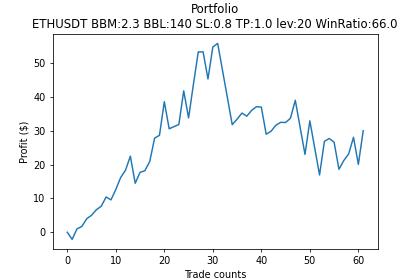 Portfolio
ETHUSDT BBM:2.3 BBL:140 SL:0.8 TP:1.0 lev:20 WinRatio:66.0
Profit ($)
50
40
30
20
10
0
0 10 20 30 40 50 60
Trade counts